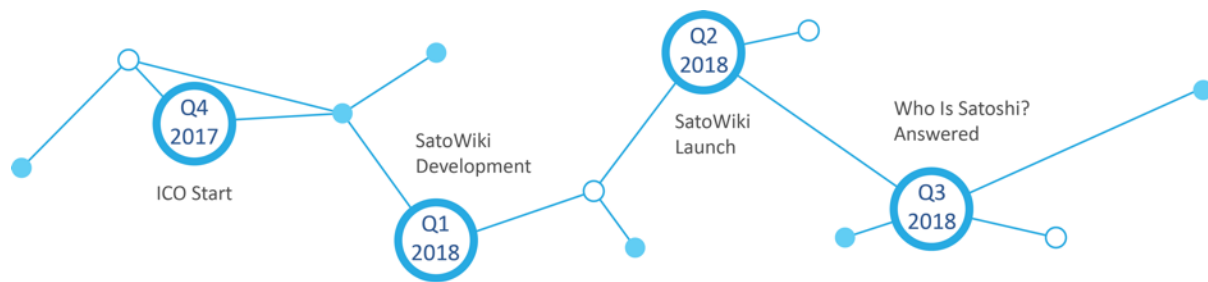 Q4
2017
ICO Start
SatoWiki
Development
Q1
2018
Q2
2018
SatoWiki
Launch
Who Is Satoshi?
Answered
Q3
2018